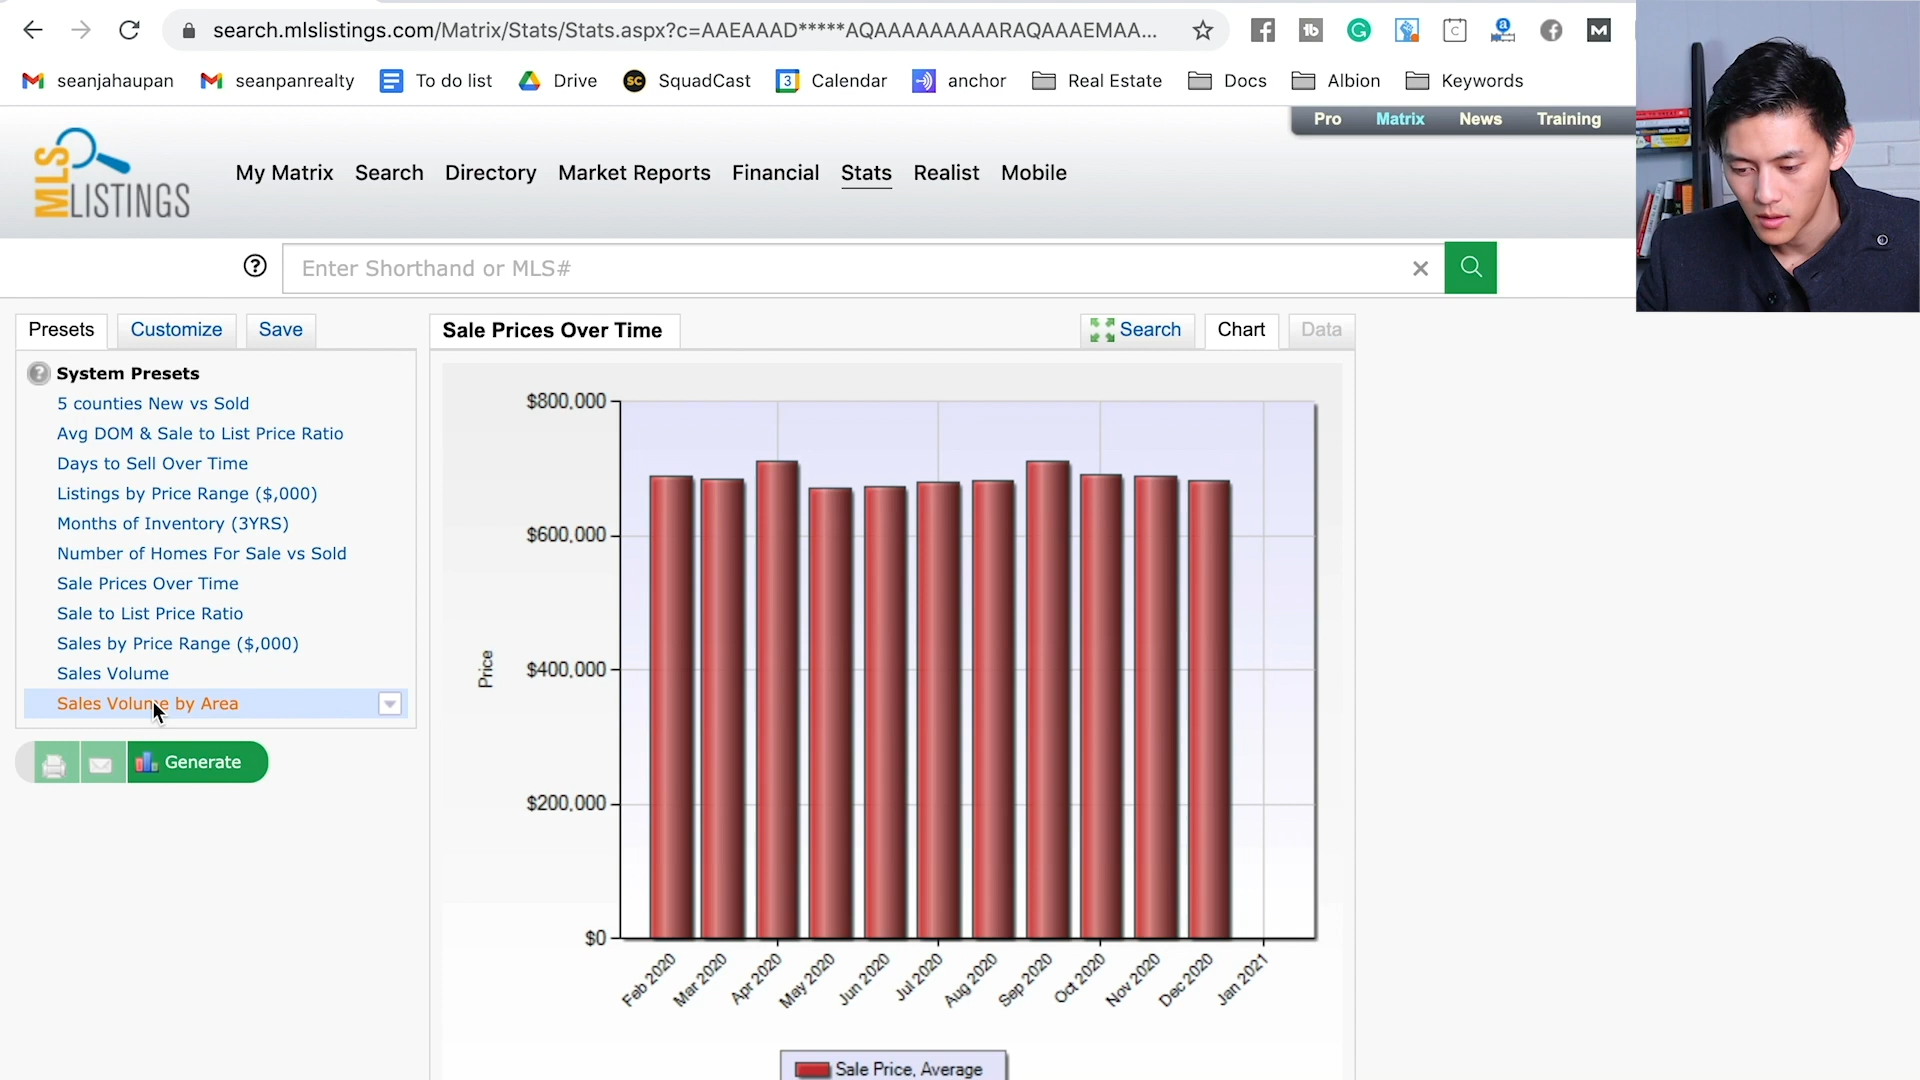 search.mlslistings.com/Matrix/Stats/Stats.aspx?c=AAEAAAD*****AQAAAAAAAAARAQAAAEMAA...
seanjahaupan seanpanrealty To do list Drive SC SquadCast 3 Calendar anchor Real Estate Docs Albion Keywords
Pro Matrix News Training
MLS LISTINGS
My Matrix Search Directory Market Reports Financial Stats Realist Mobile
Enter Shorthand or MLS#
Presets Customize Save
System Presets
5 counties New vs Sold
Avg DOM & Sale to List Price Ratio
Days to Sell Over Time
Listings by Price Range ($,000)
Months of Inventory (3YRS)
Number of Homes For Sale vs Sold
Sale Prices Over Time
Sale to List Price Ratio
Sales by Price Range ($,000)
Sales Volume
Sales Volume by Area
Generate
Sale Prices Over Time Search Chart Data
$800,000
$600,000
$400,000
$200,000
$0
Price
Feb 2020 Mar 2020 Apr 2020 May 2020 Jun 2020 Jul 2020 Aug 2020 Sep 2020 Oct 2020 Nov 2020 Dec 2020 Jan 2021
Sale Price, Average